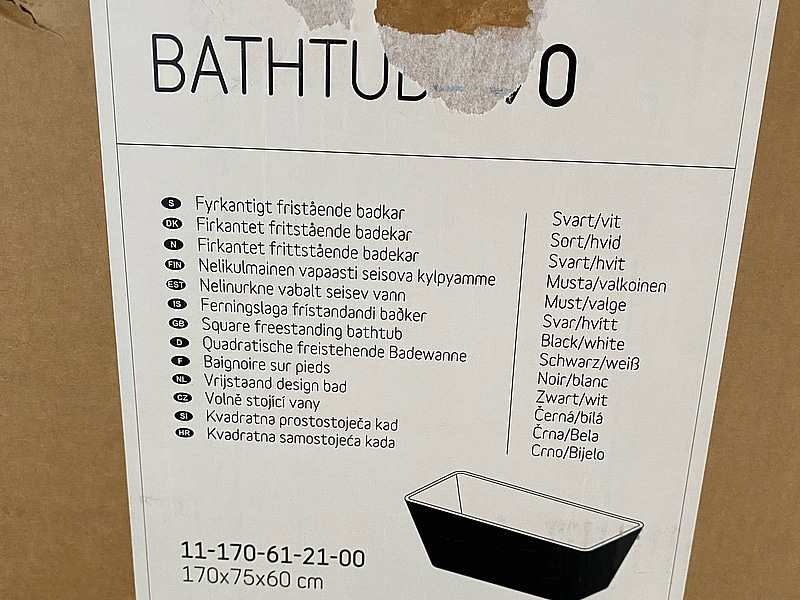 BATHTUB 70
S Fyrkantigt fristående badkar Svart/vit
DK Firkantet fritstående badekar Sort/hvid
N Firkantet frittstående badekar Svart/hvit
FIN Nelikulmainen vapaasti seisova kylpyamme Musta/valkoinen
EST Nelinurkne vabalt seisev vann Must/valge
IS Ferningslaga frístandandi baðker Svar/hvítt
GB Square freestanding bathtub Black/white
D Quadratische freistehende Badewanne Schwarz/weiß
F Baignoire sur pieds Noir/blanc
NL Vrijstaand design bad Zwart/wit
CZ Volně stojící vany Černá/bílá
SI Kvadratna prostostoječa kad Črna/Bela
HR Kvadratna samostojeća kada Crno/Bijelo
11-170-61-21-00
170x75x60 cm